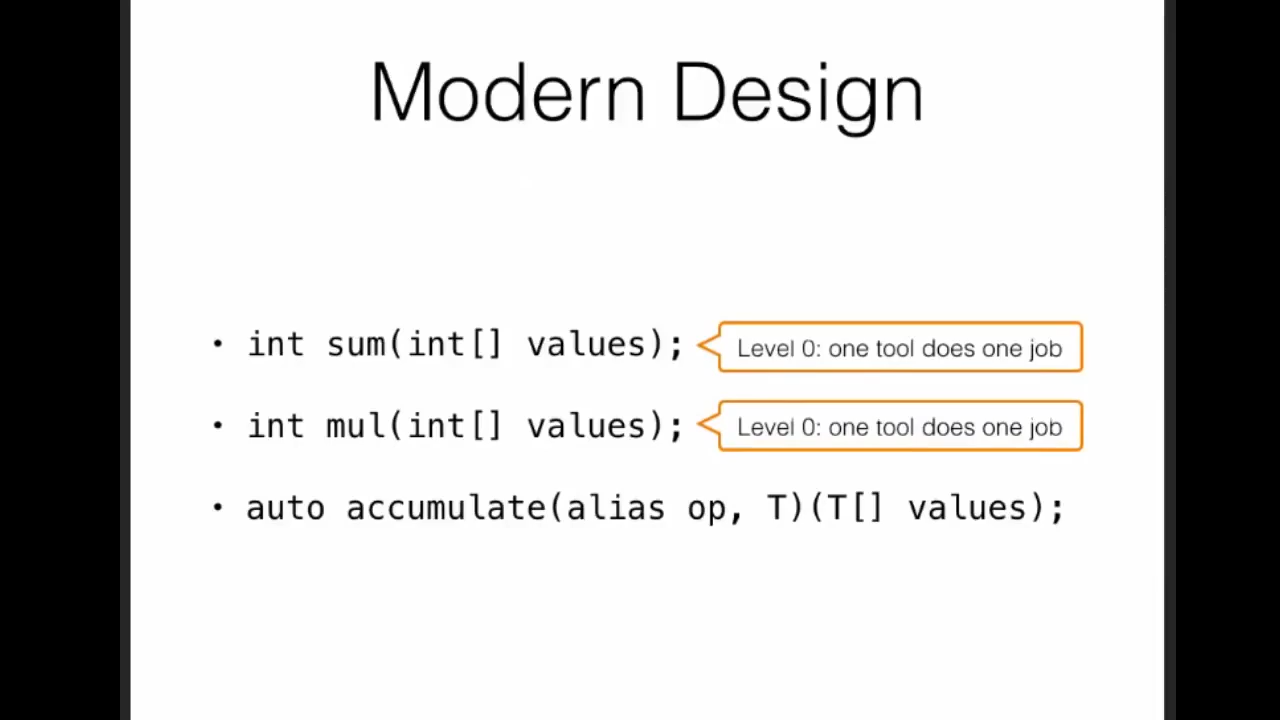 Modern Design
• int sum(int[] values);
Level 0: one tool does one job
• int mul(int[] values);
Level 0: one tool does one job
• auto accumulate(alias op, T)(T[] values);